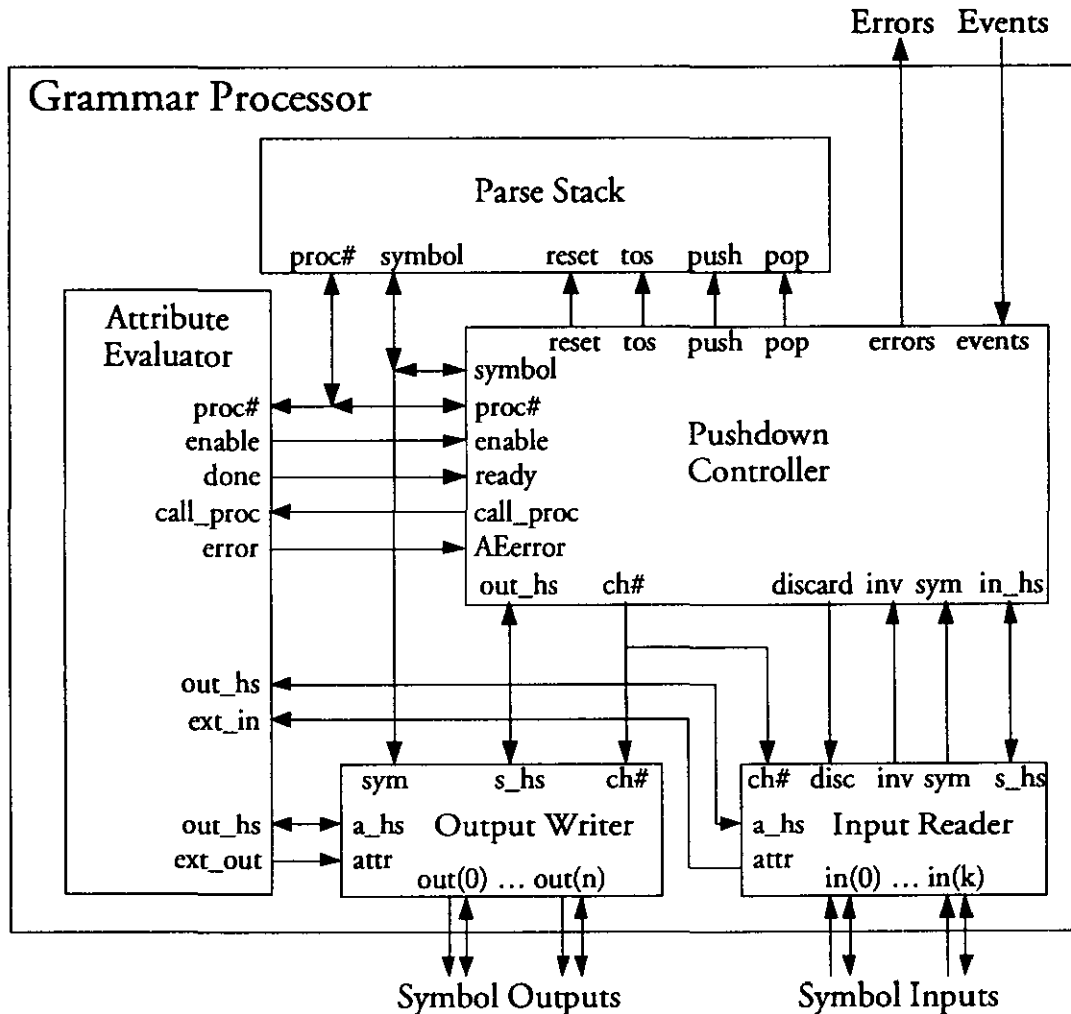 Errors Events
Grammar Processor
Parse Stack
proc# symbol reset tos push pop
Attribute
Evaluator
reset tos push pop errors events
symbol
proc# proc#
enable enable
done ready
call_proc call_proc
error AEerror
Pushdown
Controller
out_hs ch# discard inv sym in_hs
out_hs
ext_in
sym s_hs ch# ch# disc inv sym s_hs
out_hs a_hs Output Writer a_hs Input Reader
ext_out attr attr
out(0) ... out(n) in(0) ... in(k)
Symbol Outputs Symbol Inputs